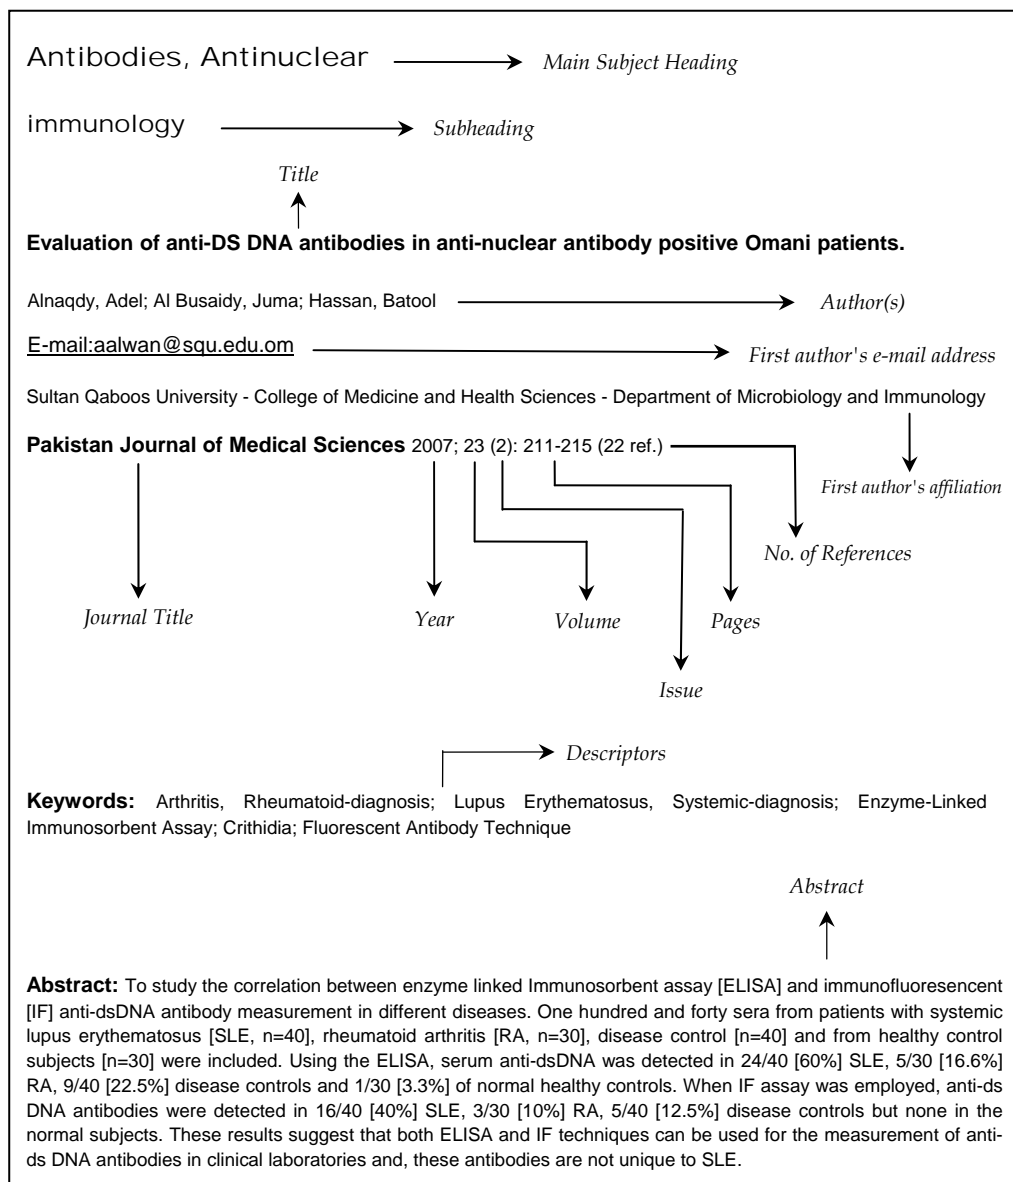 Antibodies, Antinuclear Main Subject Heading
immunology Subheading
Title
Evaluation of anti-DS DNA antibodies in anti-nuclear antibody positive Omani patients.
Alnaqdy, Adel; Al Busaidy, Juma; Hassan, Batool Author(s)
E-mail:aalwan@squ.edu.om First author's e-mail address
Sultan Qaboos University - College of Medicine and Health Sciences - Department of Microbiology and Immunology
Pakistan Journal of Medical Sciences 2007; 23 (2): 211-215 (22 ref.)
First author's affiliation
No. of References
Journal Title Year Volume Pages
Issue
Descriptors
Keywords: Arthritis, Rheumatoid-diagnosis; Lupus Erythematosus, Systemic-diagnosis; Enzyme-Linked
Immunosorbent Assay; Crithidia; Fluorescent Antibody Technique
Abstract
Abstract: To study the correlation between enzyme linked Immunosorbent assay [ELISA] and immunofluoresencent
[IF] anti-dsDNA antibody measurement in different diseases. One hundred and forty sera from patients with systemic
lupus erythematosus [SLE, n=40], rheumatoid arthritis [RA, n=30], disease control [n=40] and from healthy control
subjects [n=30] were included. Using the ELISA, serum anti-dsDNA was detected in 24/40 [60%] SLE, 5/30 [16.6%]
RA, 9/40 [22.5%] disease controls and 1/30 [3.3%] of normal healthy controls. When IF assay was employed, anti-ds
DNA antibodies were detected in 16/40 [40%] SLE, 3/30 [10%] RA, 5/40 [12.5%] disease controls but none in the
normal subjects. These results suggest that both ELISA and IF techniques can be used for the measurement of anti-
ds DNA antibodies in clinical laboratories and, these antibodies are not unique to SLE.